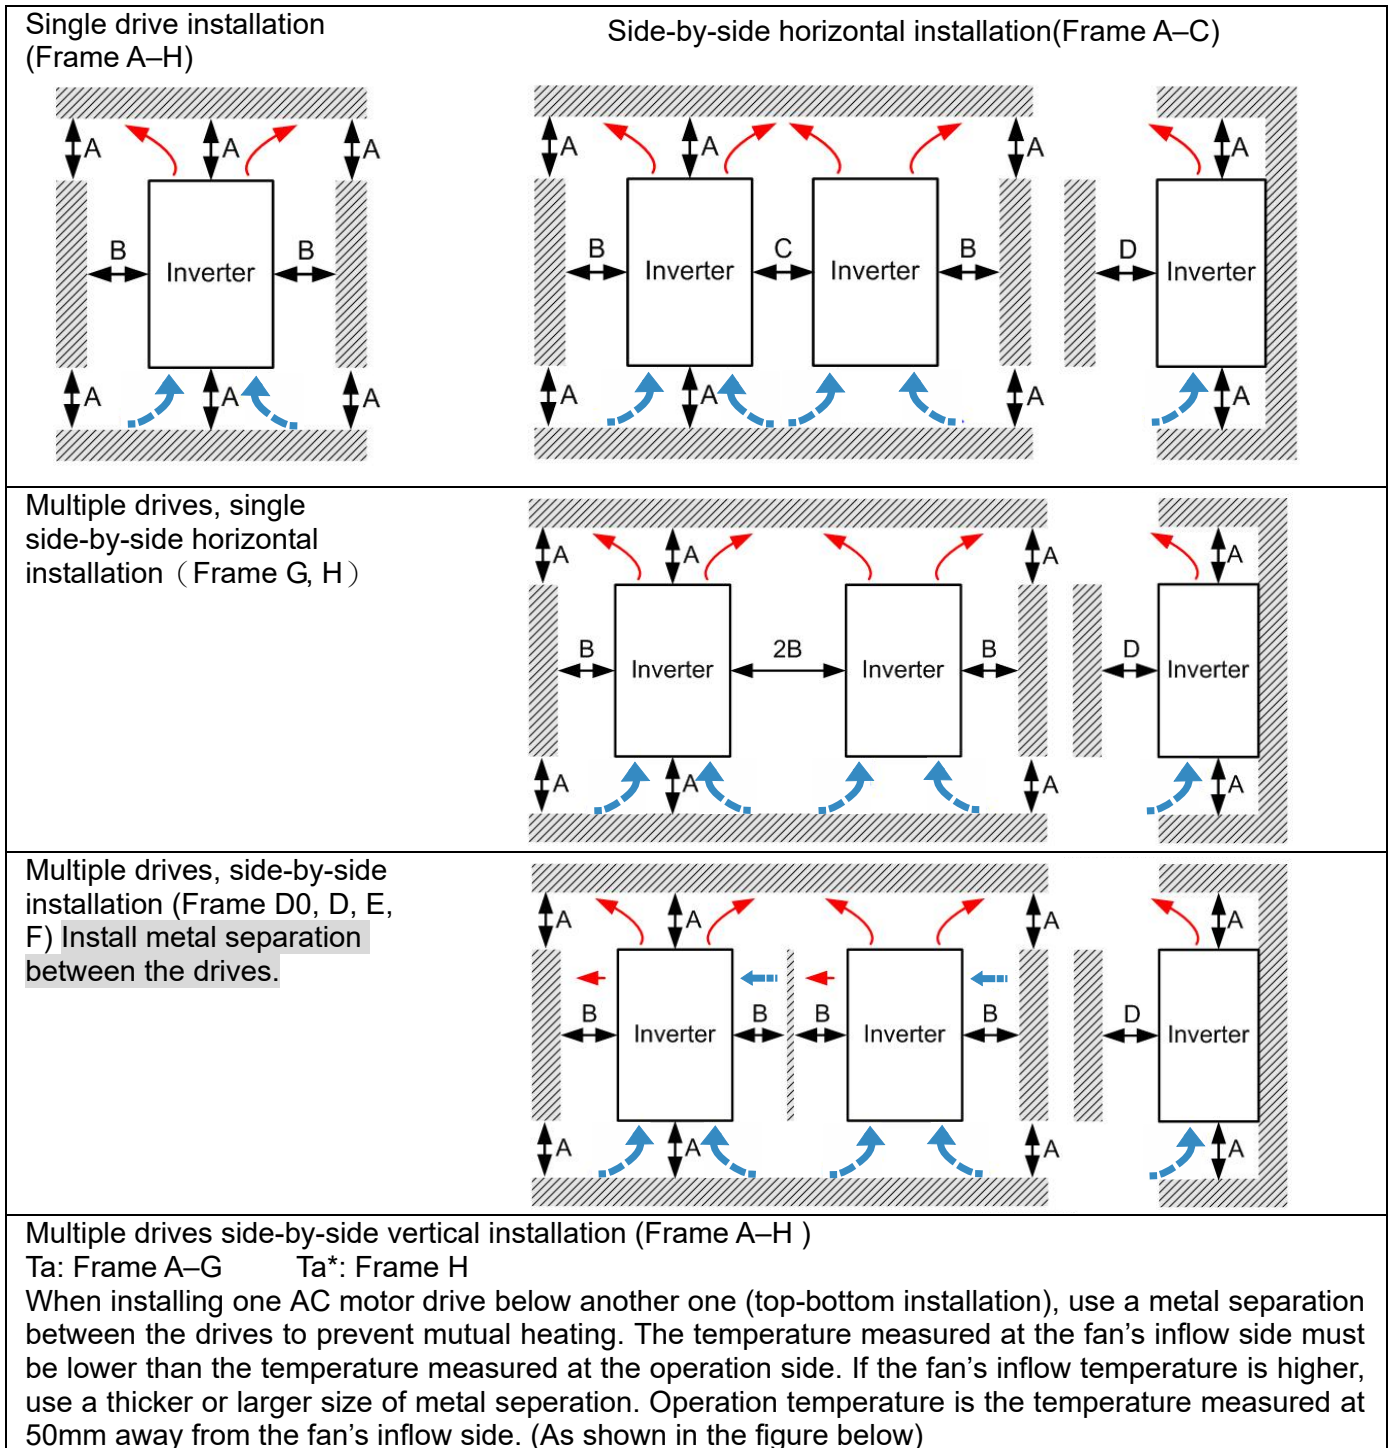 Single drive installation
(Frame A–H)
Side-by-side horizontal installation(Frame A–C)
A A A
B Inverter B
A A A
A A A A
B Inverter C Inverter B D Inverter
A A A A
Multiple drives, single
side-by-side horizontal
installation（Frame G, H）
A A A A
B Inverter 2B Inverter B D Inverter
A A A A
Multiple drives, side-by-side
installation (Frame D0, D, E,
F) Install metal separation
between the drives.
A A A A
B Inverter B B Inverter B D Inverter
A A A A
Multiple drives side-by-side vertical installation (Frame A–H )
Ta: Frame A–G Ta*: Frame H
When installing one AC motor drive below another one (top-bottom installation), use a metal separation
between the drives to prevent mutual heating. The temperature measured at the fan’s inflow side must
be lower than the temperature measured at the operation side. If the fan’s inflow temperature is higher,
use a thicker or larger size of metal seperation. Operation temperature is the temperature measured at
50mm away from the fan’s inflow side. (As shown in the figure below)